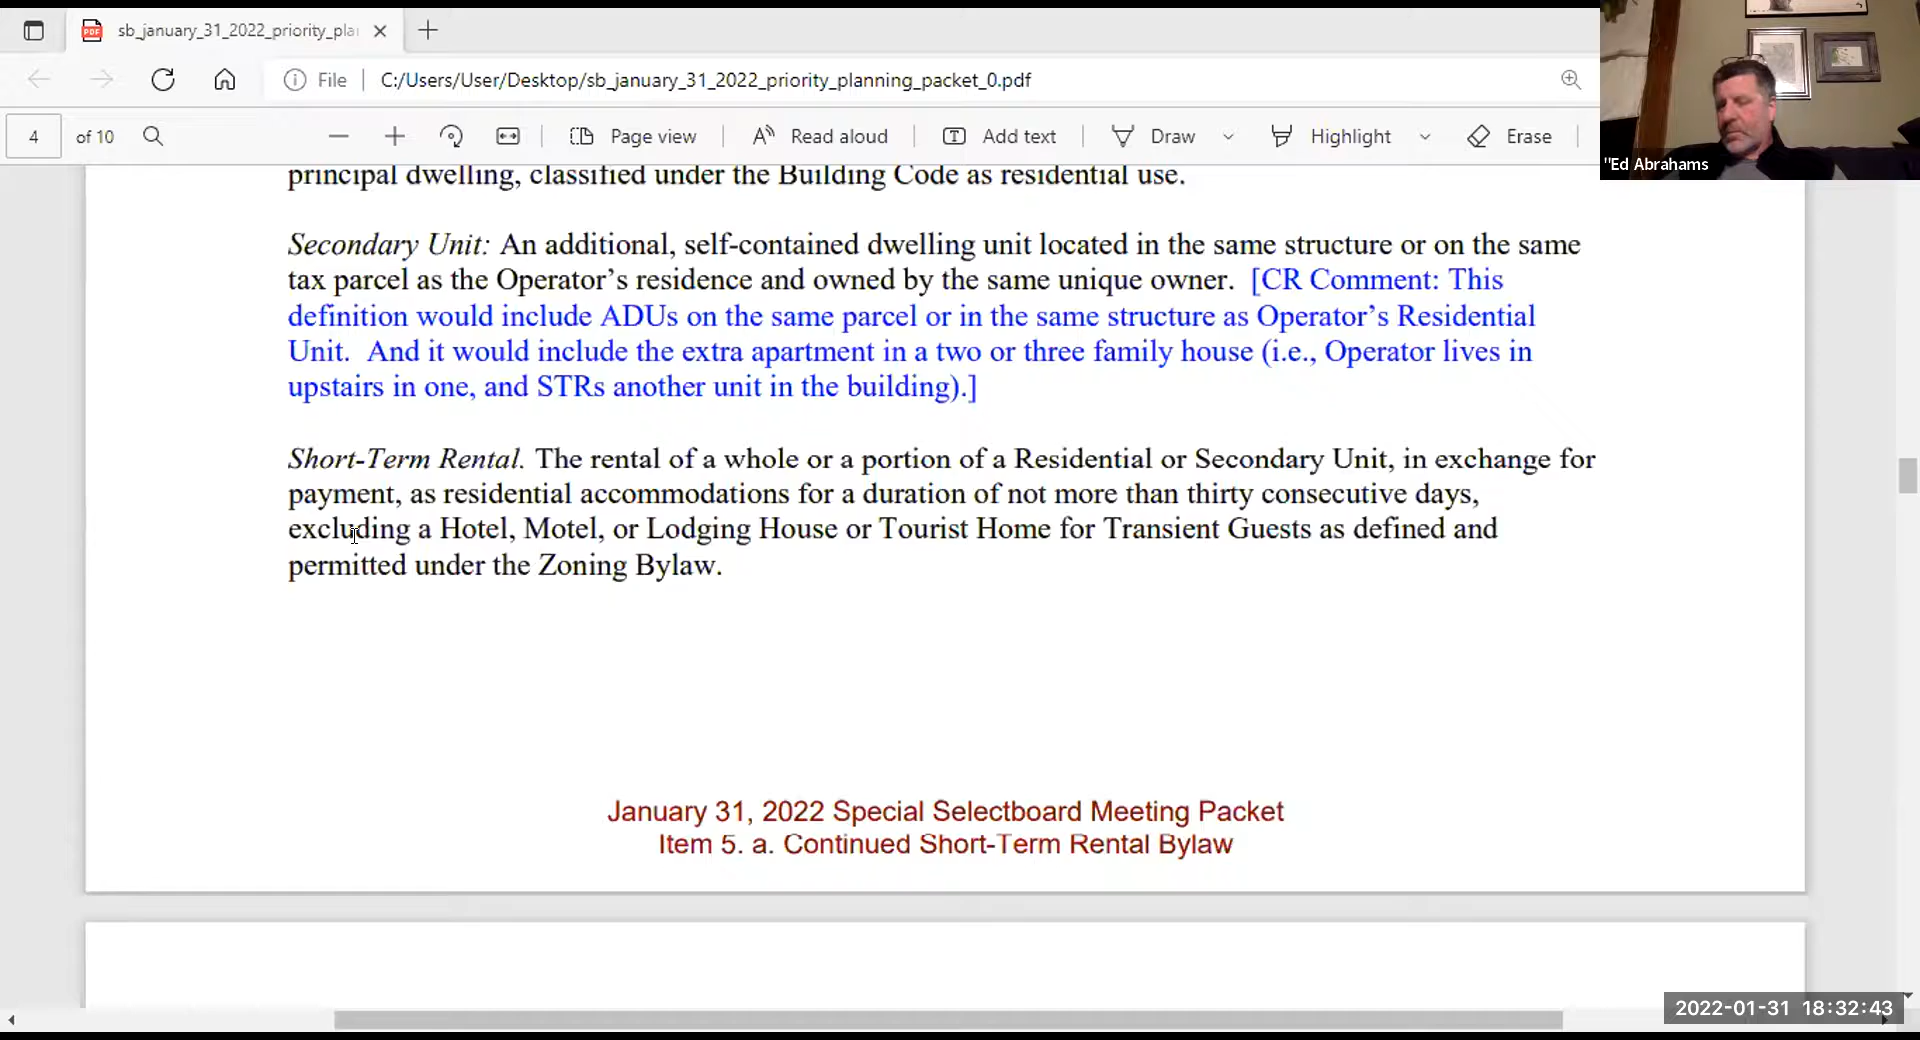 sb_january_31_2022_priority_pla
File
C:/Users/User/Desktop/sb_january_31_2022_priority_planning_packet_0.pdf
4 of 10
Page view
Read aloud
Add text
Draw
Highlight
Erase
"Ed Abrahams
principal dwelling, classified under the Building Code as residential use.
Secondary Unit: An additional, self-contained dwelling unit located in the same structure or on the same
tax parcel as the Operator’s residence and owned by the same unique owner. [CR Comment: This
definition would include ADUs on the same parcel or in the same structure as Operator’s Residential
Unit. And it would include the extra apartment in a two or three family house (i.e., Operator lives in
upstairs in one, and STRs another unit in the building).]
Short-Term Rental. The rental of a whole or a portion of a Residential or Secondary Unit, in exchange for
payment, as residential accommodations for a duration of not more than thirty consecutive days,
excluding a Hotel, Motel, or Lodging House or Tourist Home for Transient Guests as defined and
permitted under the Zoning Bylaw.
January 31, 2022 Special Selectboard Meeting Packet
Item 5. a. Continued Short-Term Rental Bylaw
2022-01-31 18:32:43